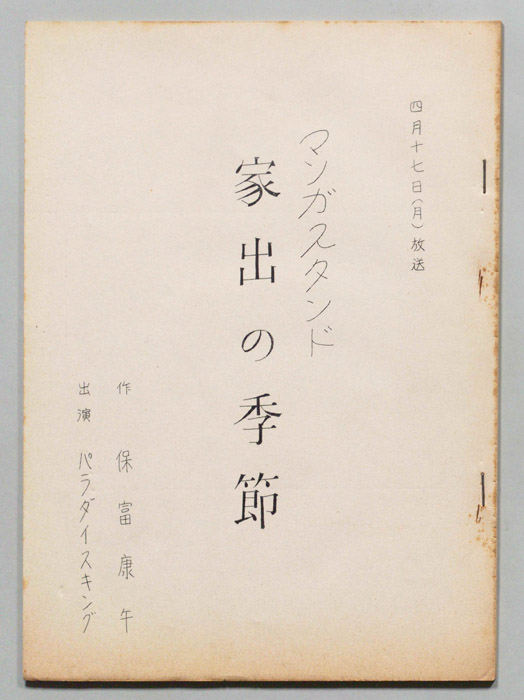 四月十七日(月)放送
マンガスタンド
家出の季節
作 保富康午
出演 パラダイスキング